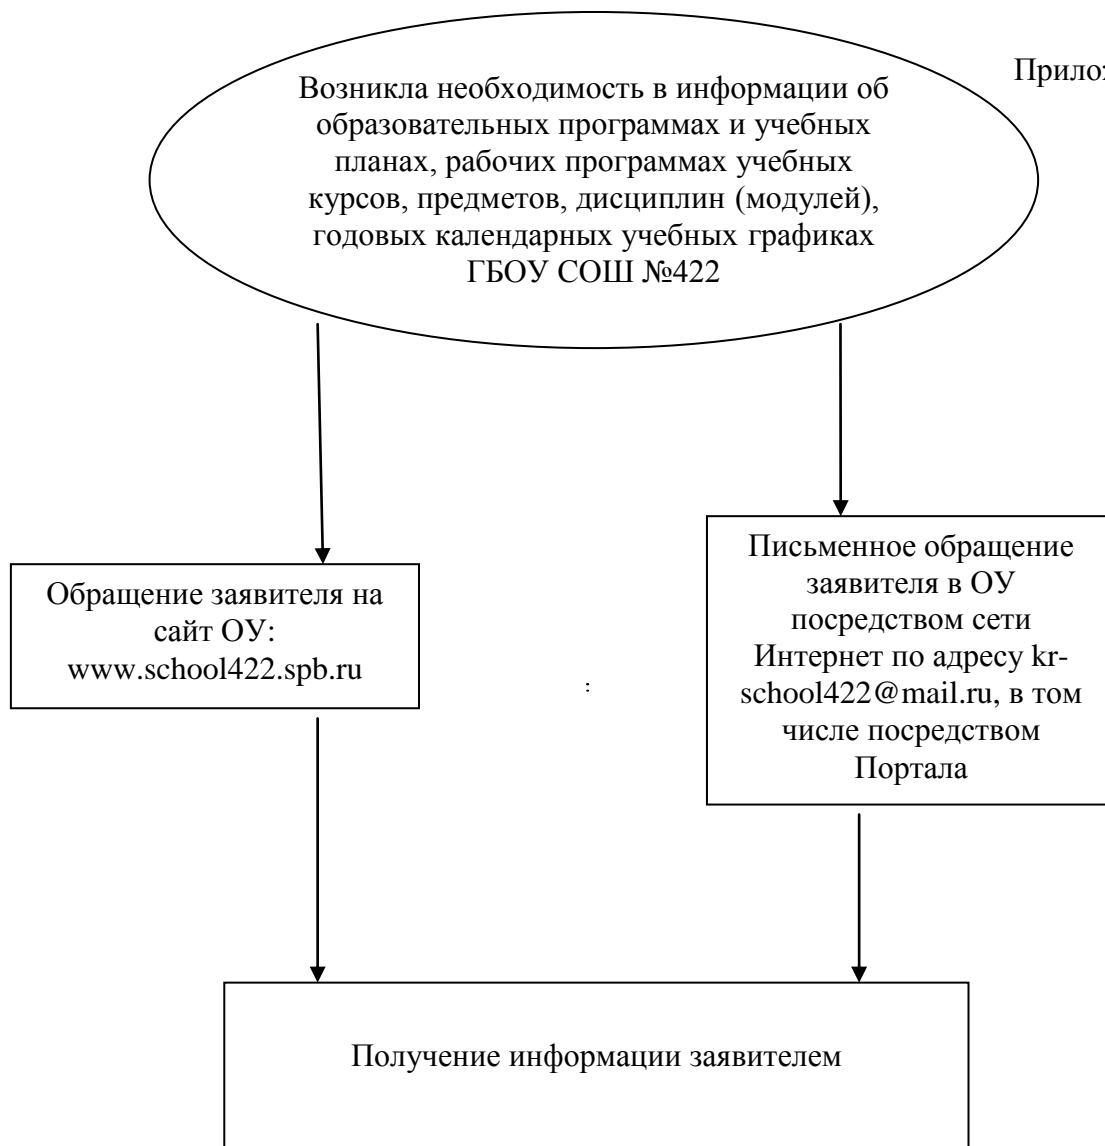 Возникла необходимость в информации об
образовательных программах и учебных
планах, рабочих программах учебных
курсов, предметов, дисциплин (модулей),
годовых календарных учебных графиках
ГБОУ СОШ №422
Обращение заявителя на
сайт ОУ:
www.school422.spb.ru
:
Письменное обращение
заявителя в ОУ
посредством сети
Интернет по адресу kr-
school422@mail.ru, в том
числе посредством
Портала
Получение информации заявителем